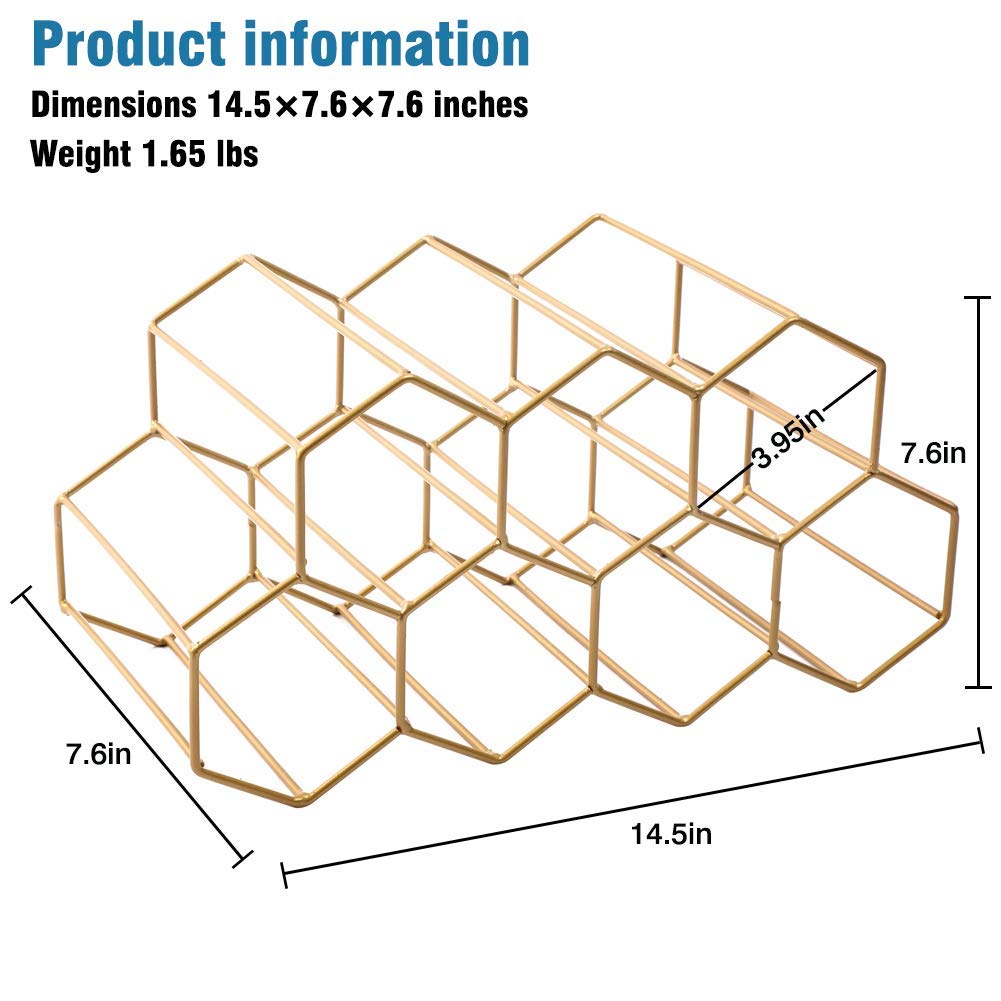 Product information
Dimensions 14.5×7.6×7.6 inches
Weight 1.65 lbs
3.95in
7.6in
7.6in
14.5in